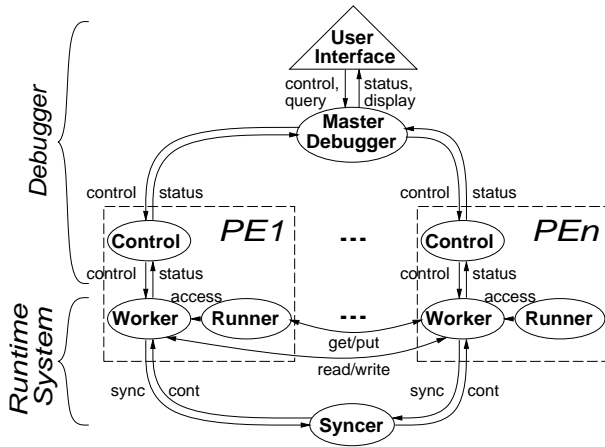 User
Interface
control,
query
status,
display
Master
Debugger
Debugger
control
status
control
status
PE1
PEn
Control
---
Control
control
status
control
status
access
access
Worker
Runner
---
Worker
Runner
get/put
read/write
Runtime
System
sync
cont
sync
cont
Syncer